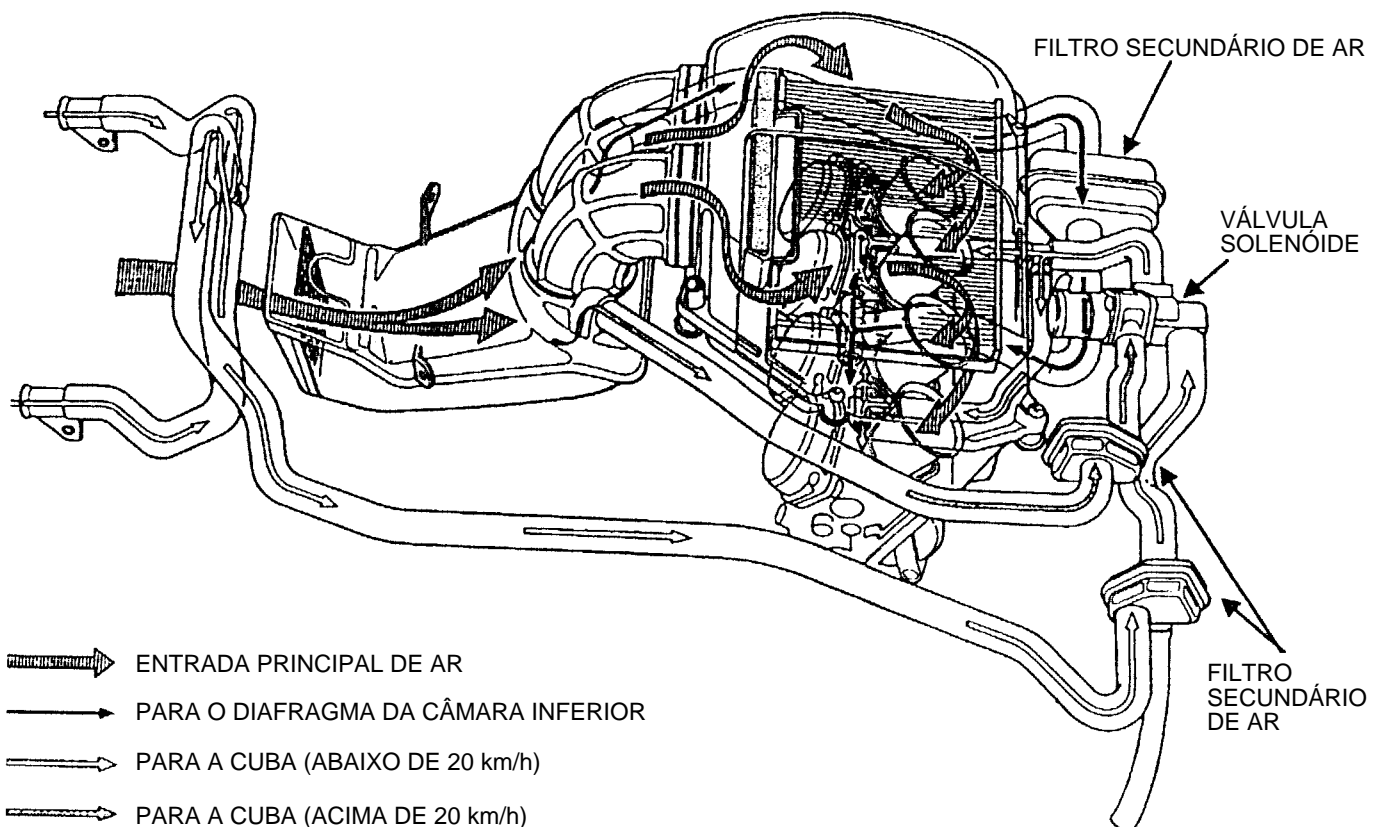 FILTRO SECUNDÁRIO DE AR
VÁLVULA
SOLENÓIDE
FILTRO
SECUNDÁRIO
DE AR
ENTRADA PRINCIPAL DE AR
PARA O DIAFRAGMA DA CÂMARA INFERIOR
PARA A CUBA (ABAIXO DE 20 km/h)
PARA A CUBA (ACIMA DE 20 km/h)